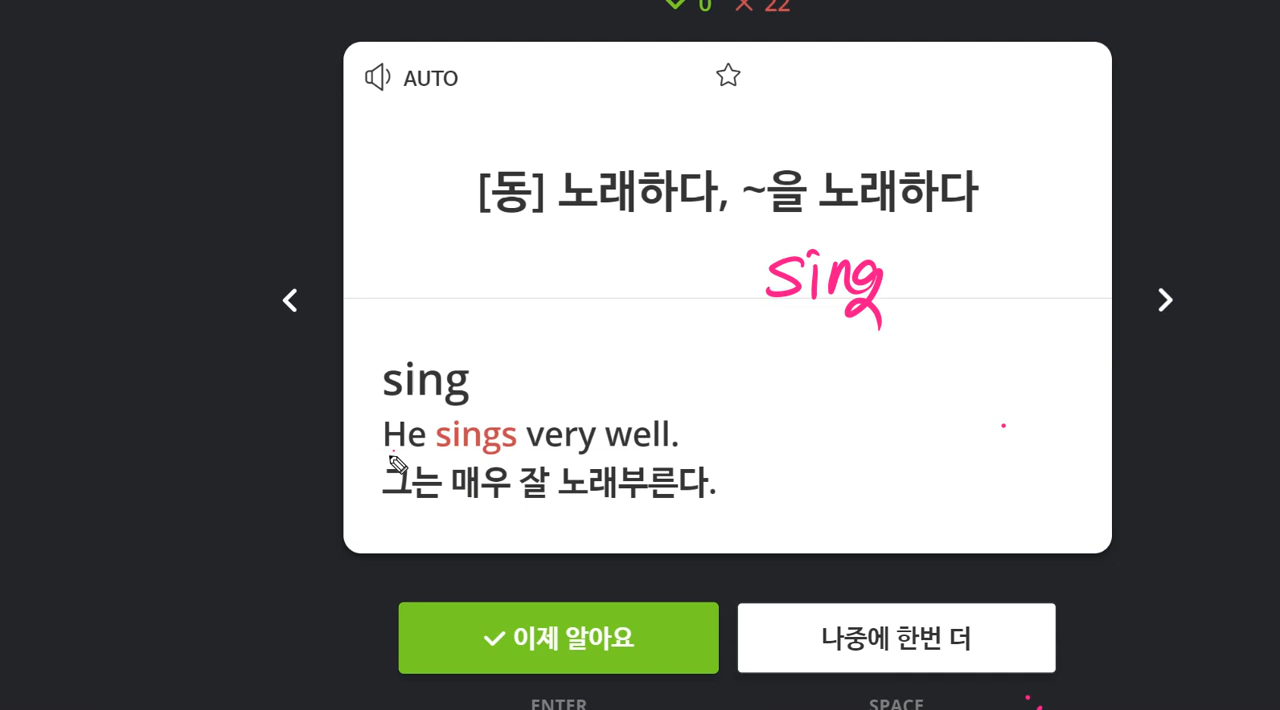 0 22
AUTO
[동] 노래하다, ~을 노래하다
sing
sing
He sings very well.
그는 매우 잘 노래부른다.
이제 알아요
나중에 한번 더
ENTER
SPACE